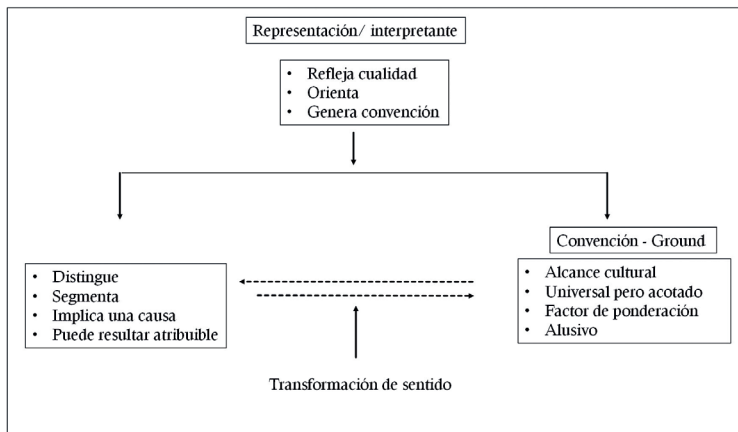 Representación/ interpretante
• Refleja cualidad
• Orienta
• Genera convención
Convención - Ground
• Distingue
• Segmenta
• Implica una causa
• Puede resultar atribuible
• Alcance cultural
• Universal pero acotado
• Factor de ponderación
• Alusivo
Transformación de sentido